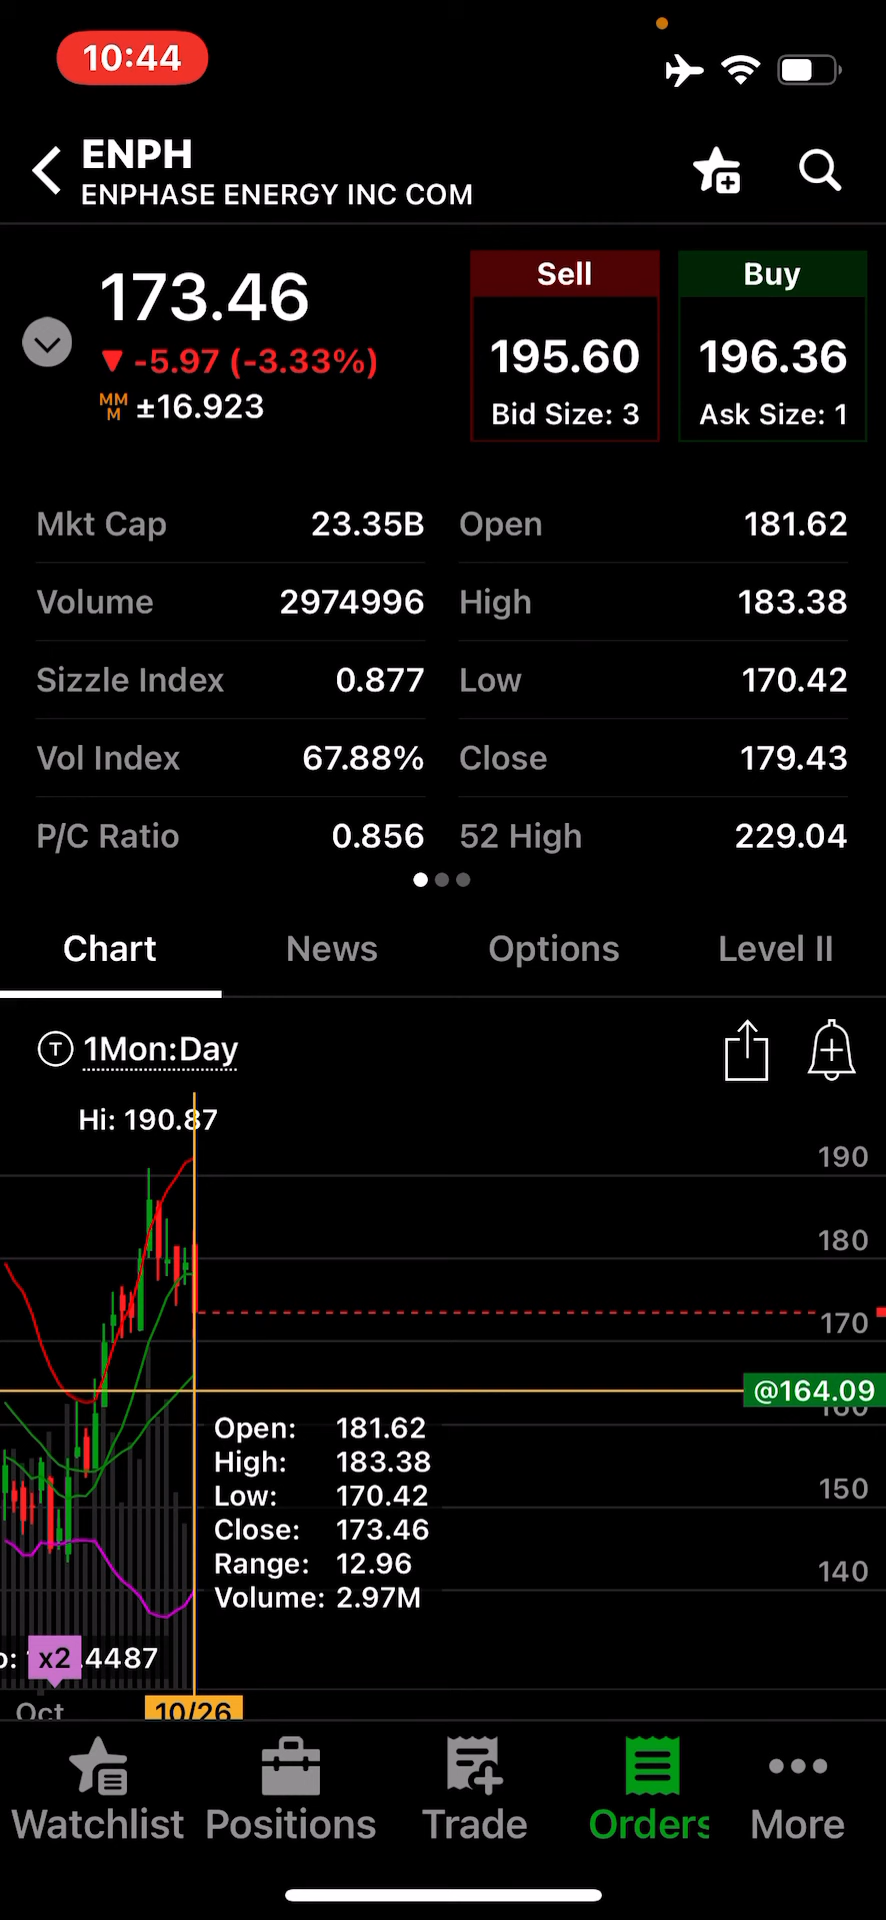 10:44
ENPH
ENPHASE ENERGY INC COM
173.46
-5.97 (-3.33%)
MM
M
±16.923
Sell
195.60
Bid Size: 3
Buy
196.36
Ask Size: 1
Mkt Cap 23.35B
Open 181.62
Volume 2974996
High 183.38
Sizzle Index 0.877
Low 170.42
Vol Index 67.88%
Close 179.43
P/C Ratio 0.856
52 High 229.04
Chart News Options Level II
T 1Mon:Day
Hi: 190.87
190
180
170
@164.09
160
Open: 181.62
High: 183.38
Low: 170.42
Close: 173.46
Range: 12.96
Volume: 2.97M
150
140
o: x2 .4487
Oct 10/26
Watchlist Positions Trade Orders More